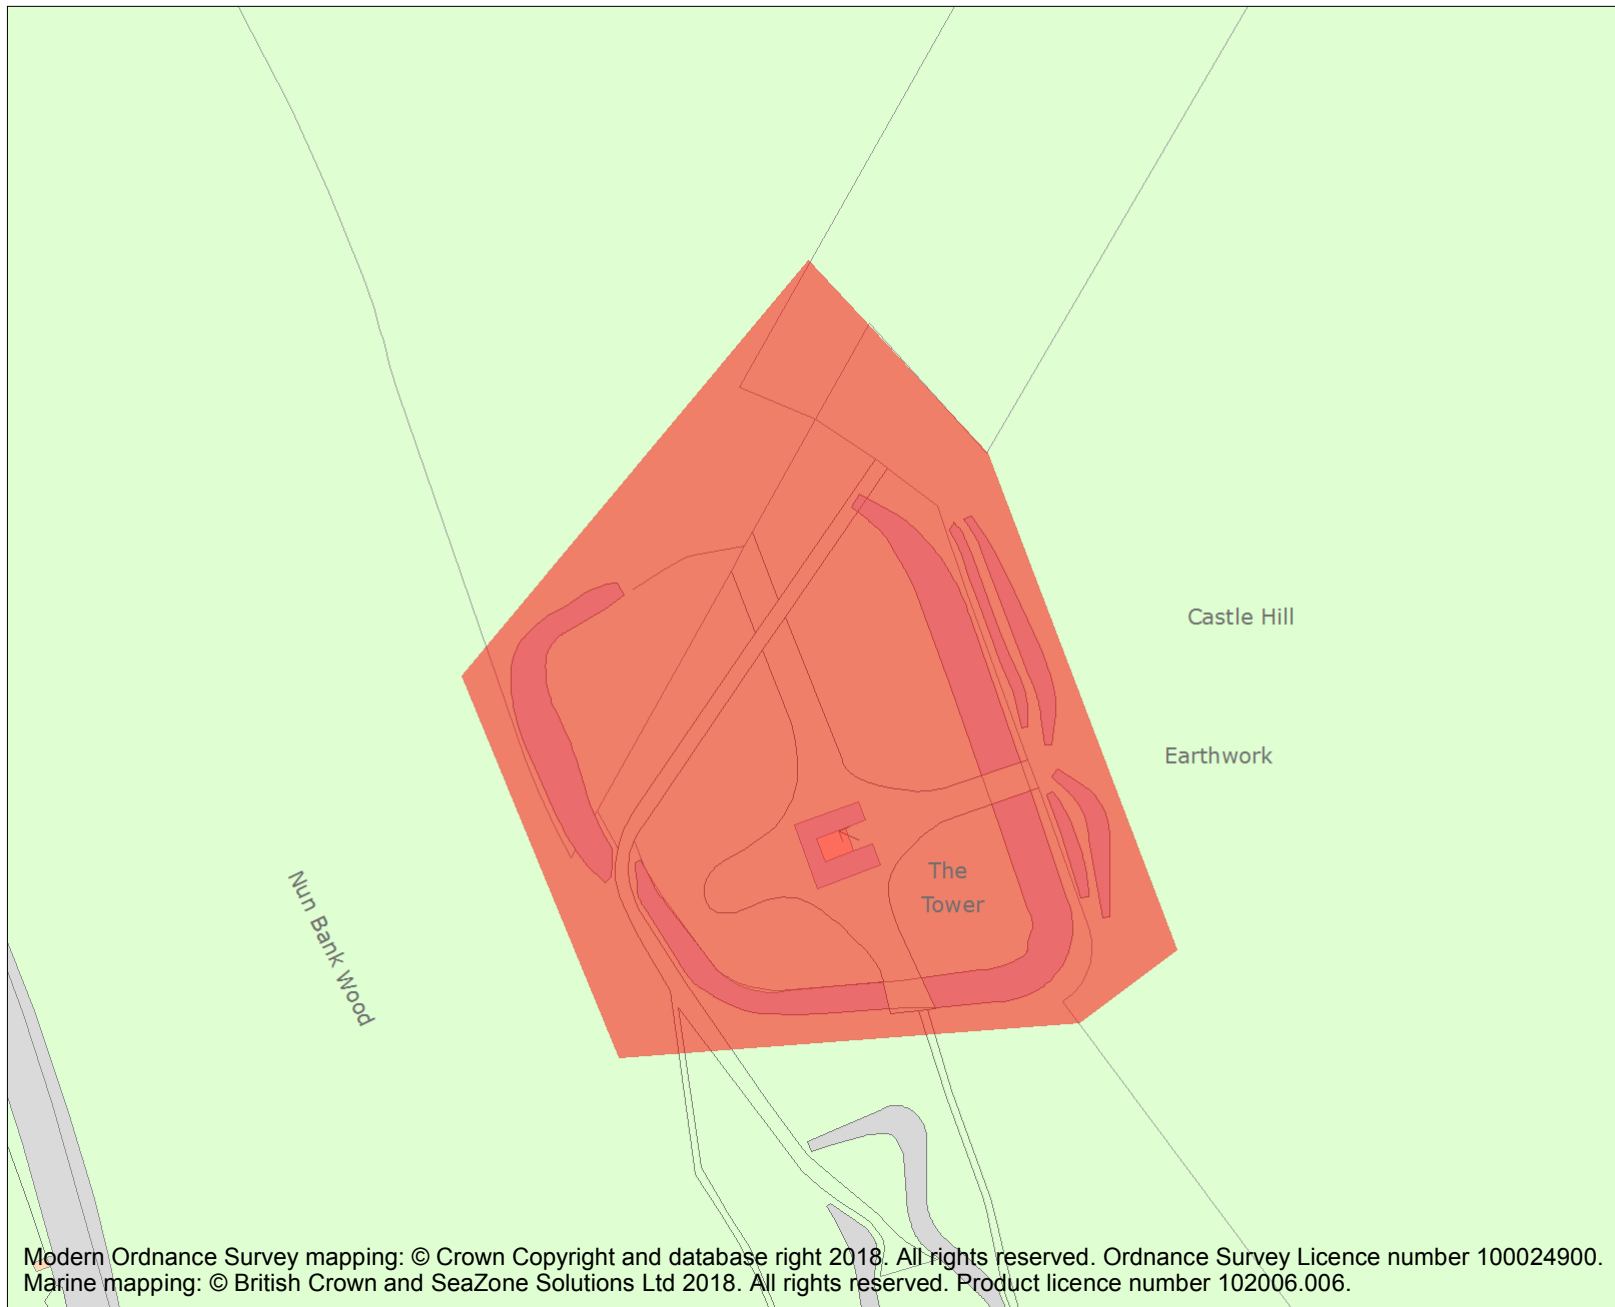 Castle Hill
Earthwork
The
Tower
Nun Bank Wood
Modern Ordnance Survey mapping: © Crown Copyright and database right 2018. All rights reserved. Ordnance Survey Licence number 100024900.
Marine mapping: © British Crown and SeaZone Solutions Ltd 2018. All rights reserved. Product licence number 102006.006.